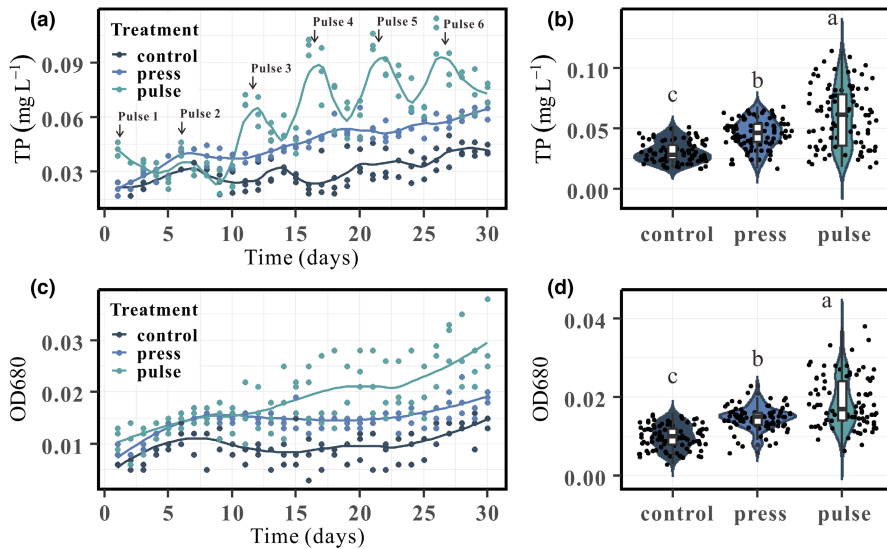 (a)
Treatment
control
press
pulse
Pulse 1
Pulse 2
Pulse 3
Pulse 4
Pulse 5
Pulse 6
TP (mg L⁻¹)
0.09
0.06
0.03
0 5 10 15 20 25 30
Time (days)
(b)
a
b
c
TP (mg L⁻¹)
0.10
0.05
0.00
control press pulse
(c)
Treatment
control
press
pulse
OD680
0.03
0.02
0.01
0 5 10 15 20 25 30
Time (days)
(d)
a
b
c
OD680
0.04
0.02
0.00
control press pulse